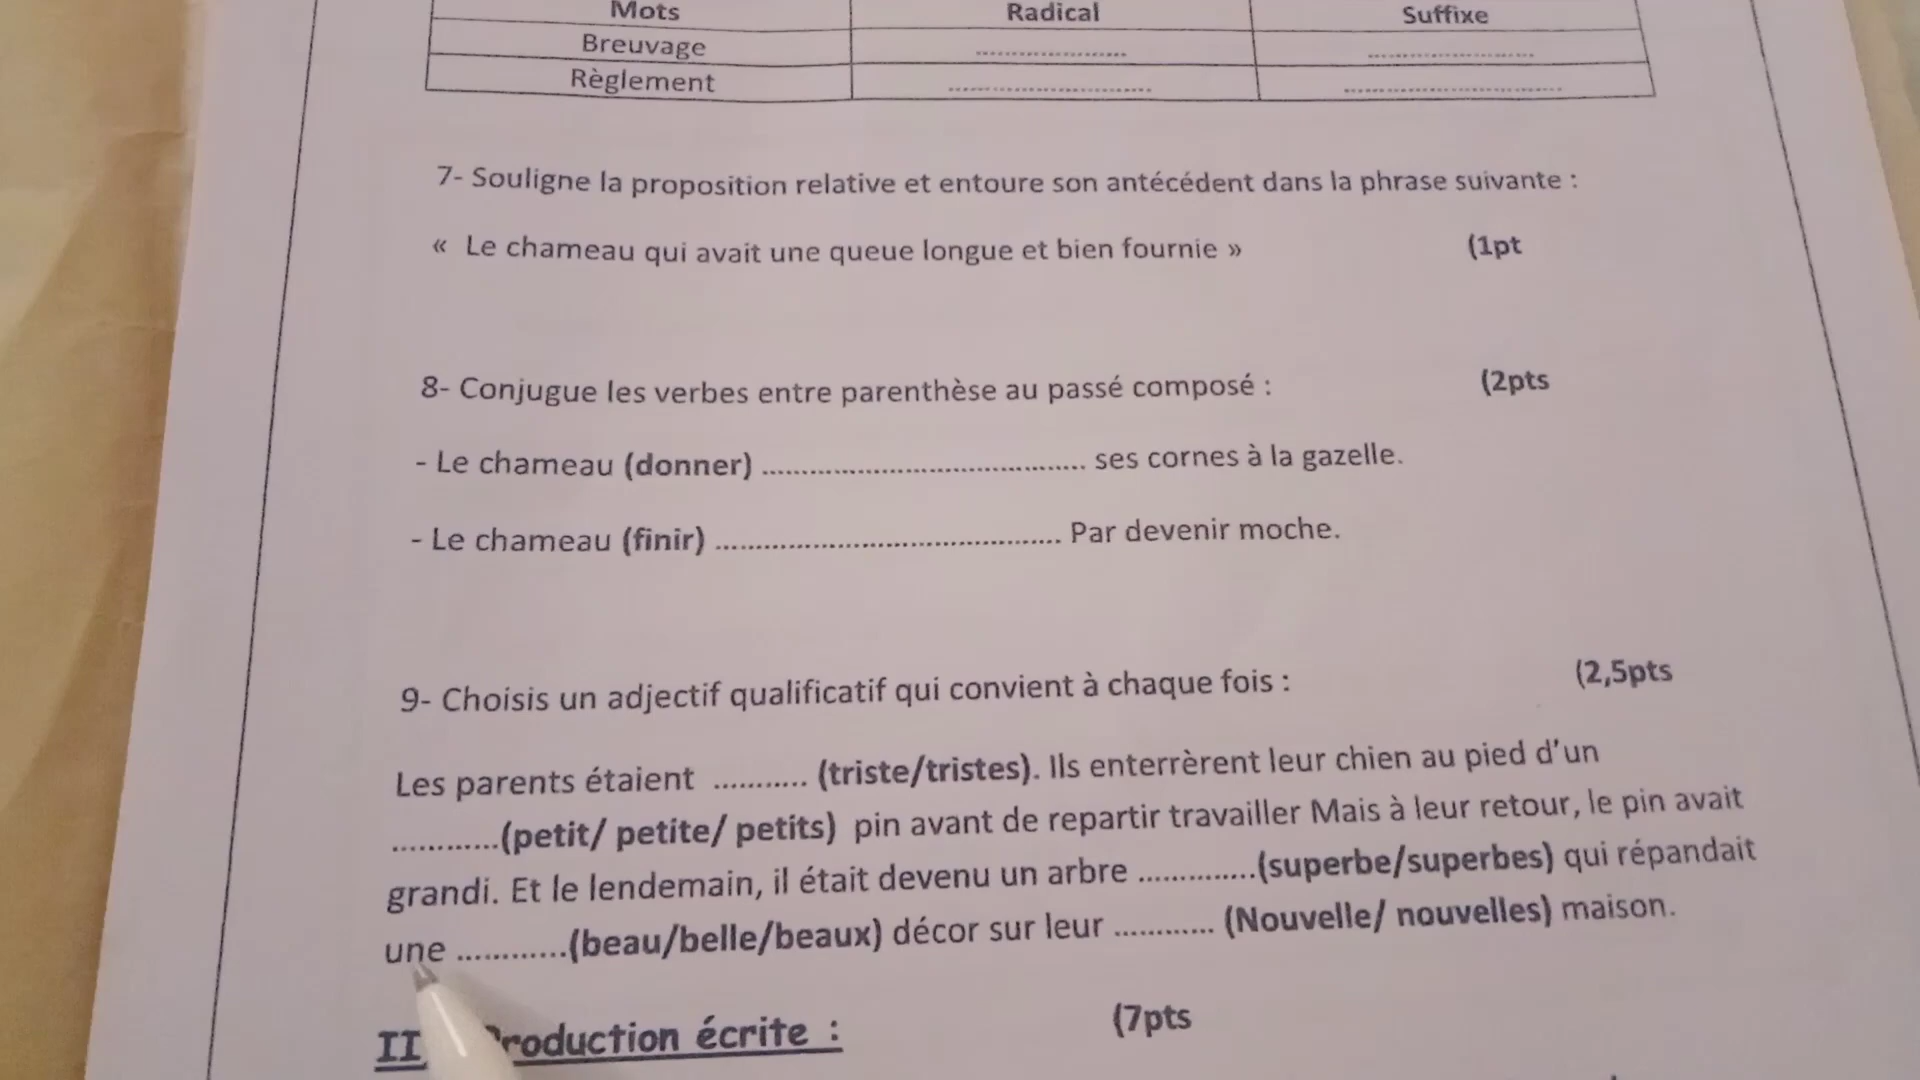 Mots Radical Suffixe
Breuvage ........................ ........................
Règlement ........................ ........................
7- Souligne la proposition relative et entoure son antécédent dans la phrase suivante :
« Le chameau qui avait une queue longue et bien fournie » (1pt
8- Conjugue les verbes entre parenthèse au passé composé : (2pts
- Le chameau (donner) ........................................ ses cornes à la gazelle.
- Le chameau (finir) .......................................... Par devenir moche.
9- Choisis un adjectif qualificatif qui convient à chaque fois : (2,5pts
Les parents étaient ........... (triste/tristes). Ils enterrèrent leur chien au pied d'un
.............(petit/ petite/ petits) pin avant de repartir travailler Mais à leur retour, le pin avait
grandi. Et le lendemain, il était devenu un arbre ..............(superbe/superbes) qui répandait
une .............(beau/belle/beaux) décor sur leur ............ (Nouvelle/ nouvelles) maison.
II roduction écrite : (7pts